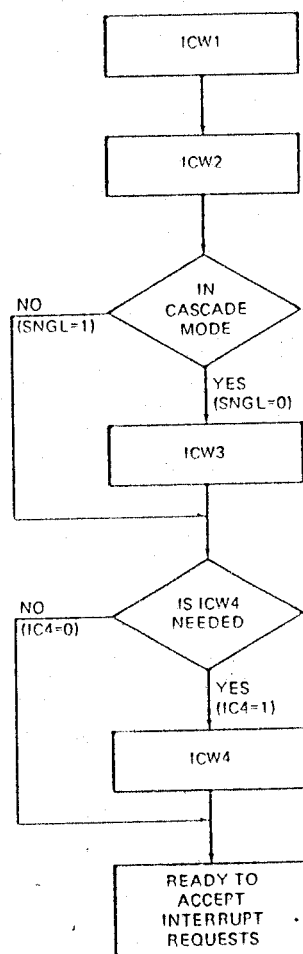 ICW1
ICW2
IN
CASCADE
MODE
NO
(SNGL=1)
YES
(SNGL=0)
ICW3
IS ICW4
NEEDED
NO
(IC4=0)
YES
(IC4=1)
ICW4
READY TO
ACCEPT
INTERRUPT
REQUESTS